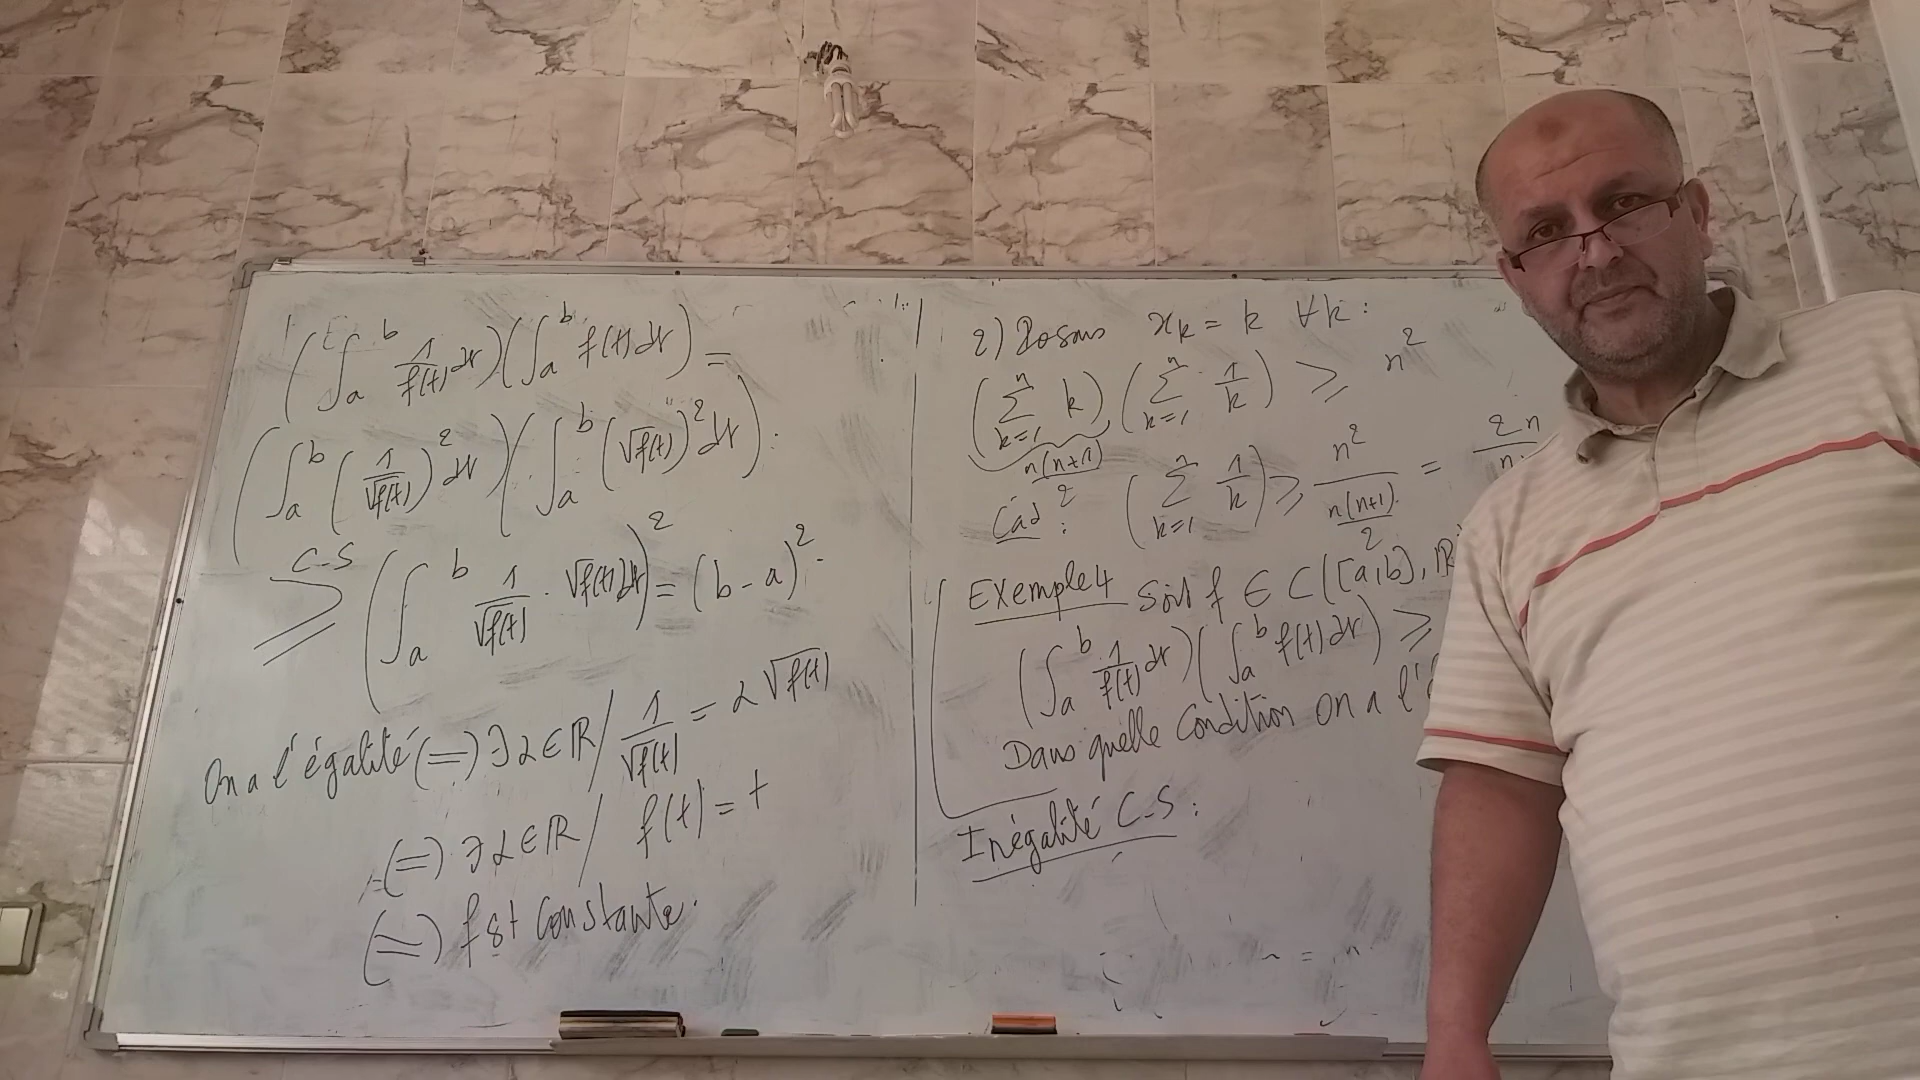 (∫_a^b 1/f(t) dt)(∫_a^b f(t) dt) =
(∫_a^b (1/√f(t))² dt)(∫_a^b (√f(t))² dt).
C-S ≥ (∫_a^b 1/√f(t) · √f(t) dt)² = (b-a)².
On a l'égalité (=) ∃ α ∈ ℝ / 1/√f(t) = α √f(t)
(=) ∃ α ∈ ℝ / f(t) = t
(=) f est constante.
2) Posons x_k = k ∀k :
(∑_{k=1}^n k)(∑_{k=1}^n 1/k) ≥ n²
n(n+1)/2
Càd : (∑_{k=1}^n 1/k) ≥ n²/(n(n+1)/2) = 2n/n
Exemple 4 Soit f ∈ C([a,b], ℝ
(∫_a^b 1/f(t) dt)(∫_a^b f(t) dt) ≥
Dans quelle Condition on a l'
Inégalité C-S :